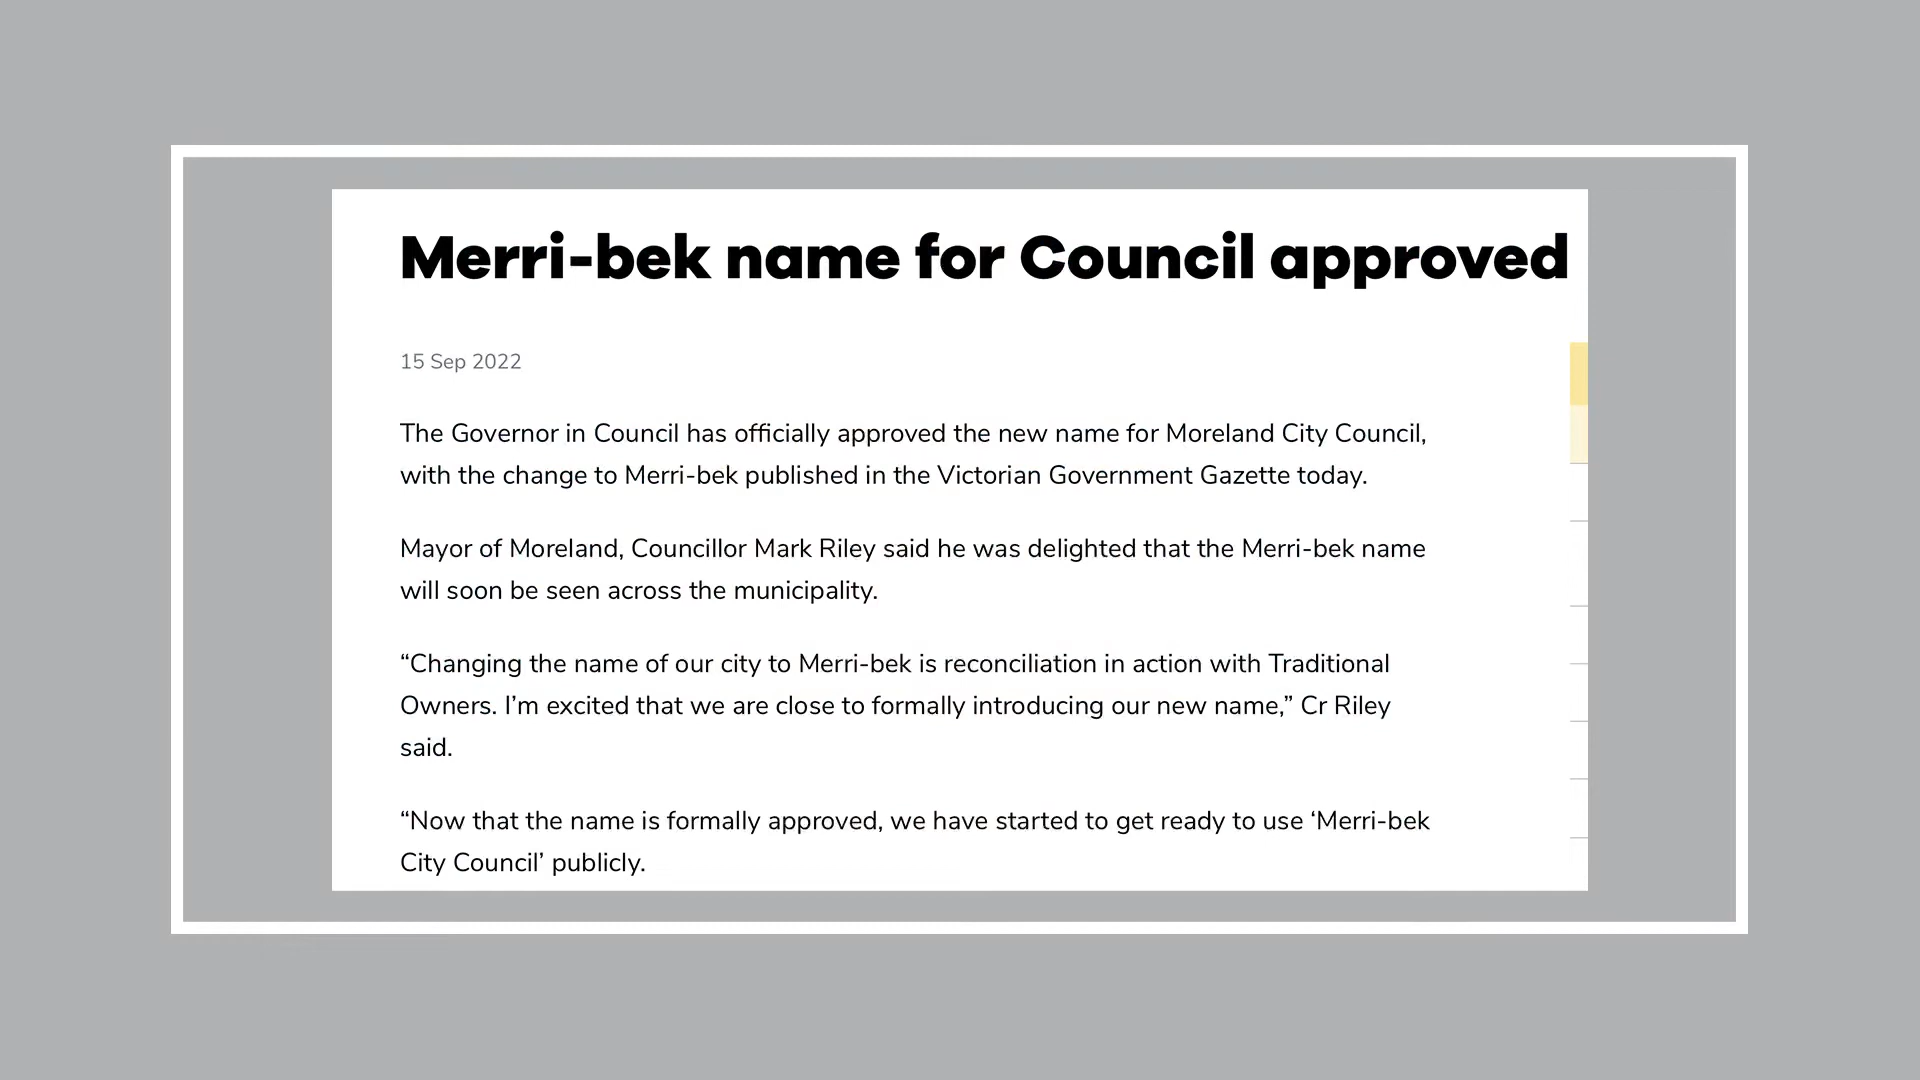 Merri-bek name for Council approved
15 Sep 2022
The Governor in Council has officially approved the new name for Moreland City Council,
with the change to Merri-bek published in the Victorian Government Gazette today.
Mayor of Moreland, Councillor Mark Riley said he was delighted that the Merri-bek name
will soon be seen across the municipality.
“Changing the name of our city to Merri-bek is reconciliation in action with Traditional
Owners. I’m excited that we are close to formally introducing our new name,” Cr Riley
said.
“Now that the name is formally approved, we have started to get ready to use ‘Merri-bek
City Council’ publicly.